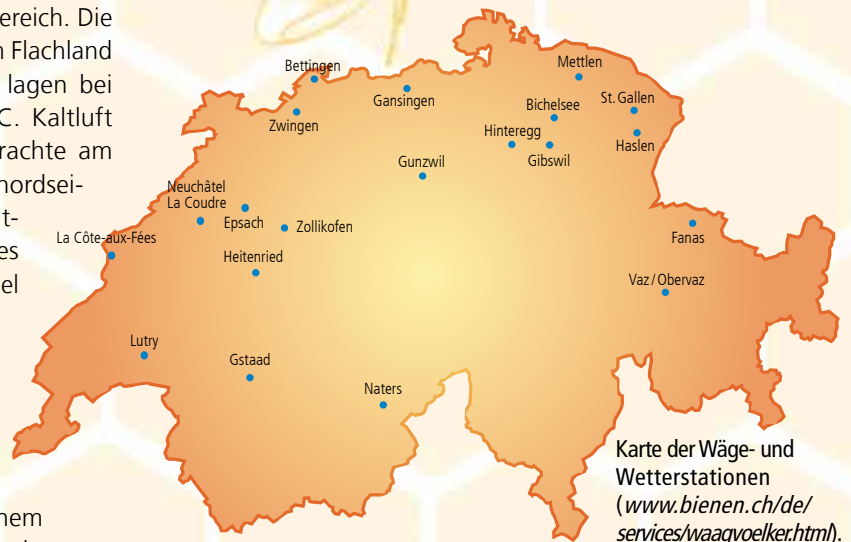 ereich. Die
Flachland
lagen bei
C. Kaltluft
rachte am
nordsei-
t-
es
el
nem
Bettingen
Zwingen
Gansingen
Mettlen
Bichelsee
St. Gallen
Hinteregg
Gibswil
Haslen
Gunzwil
Neuchâtel
La Coudre
Epsach
Zollikofen
La Côte-aux-Fées
Heitenried
Fanas
Vaz/Obervaz
Lutry
Gstaad
Naters
Karte der Wäge- und
Wetterstationen
(www.bienen.ch/de/
services/waagvoelker.html).